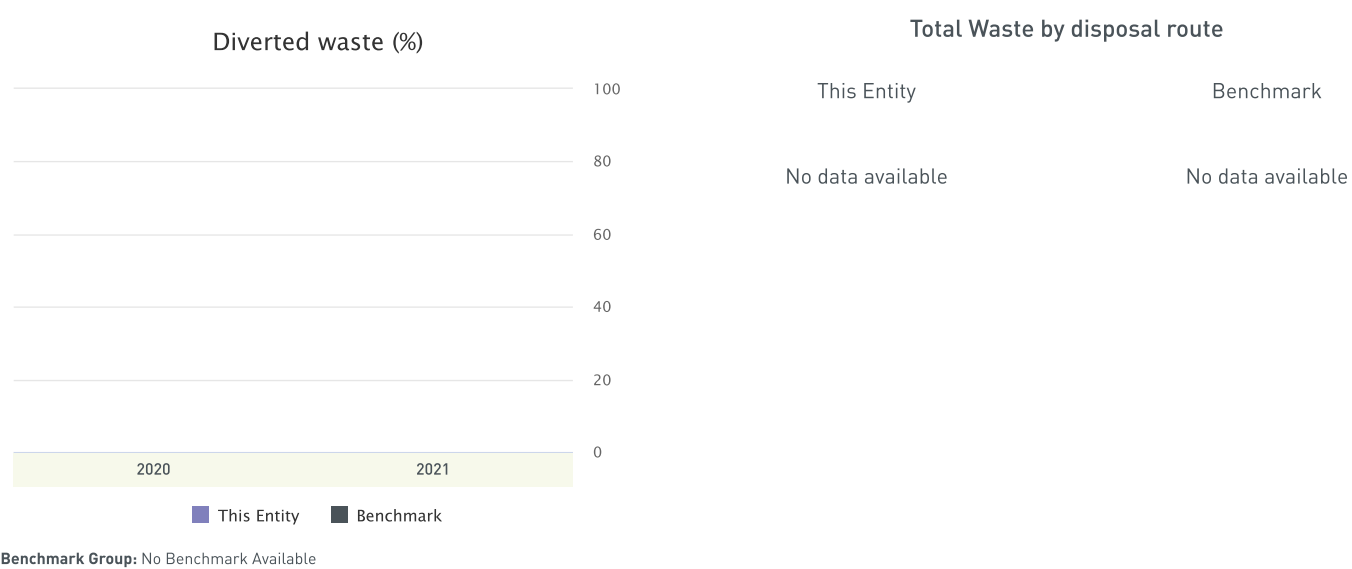 Diverted waste (%)
100
80
60
40
20
0
2020 2021
This Entity Benchmark
Benchmark Group: No Benchmark Available
Total Waste by disposal route
This Entity Benchmark
No data available No data available